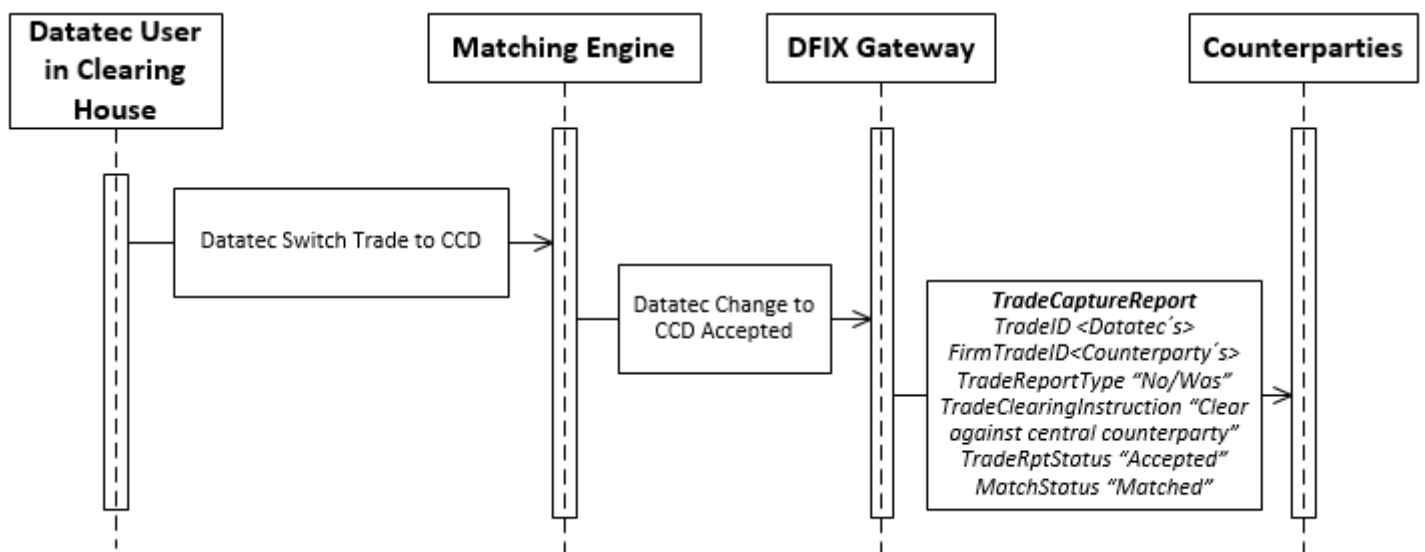 Datatec User
in Clearing
House
Matching Engine
DFIX Gateway
Counterparties
Datatec Switch Trade to CCD
Datatec Change to
CCD Accepted
TradeCaptureReport
TradeID <Datatec´s>
FirmTradeID<Counterparty´s>
TradeReportType “No/Was”
TradeClearingInstruction “Clear
against central counterparty”
TradeRptStatus “Accepted”
MatchStatus “Matched”